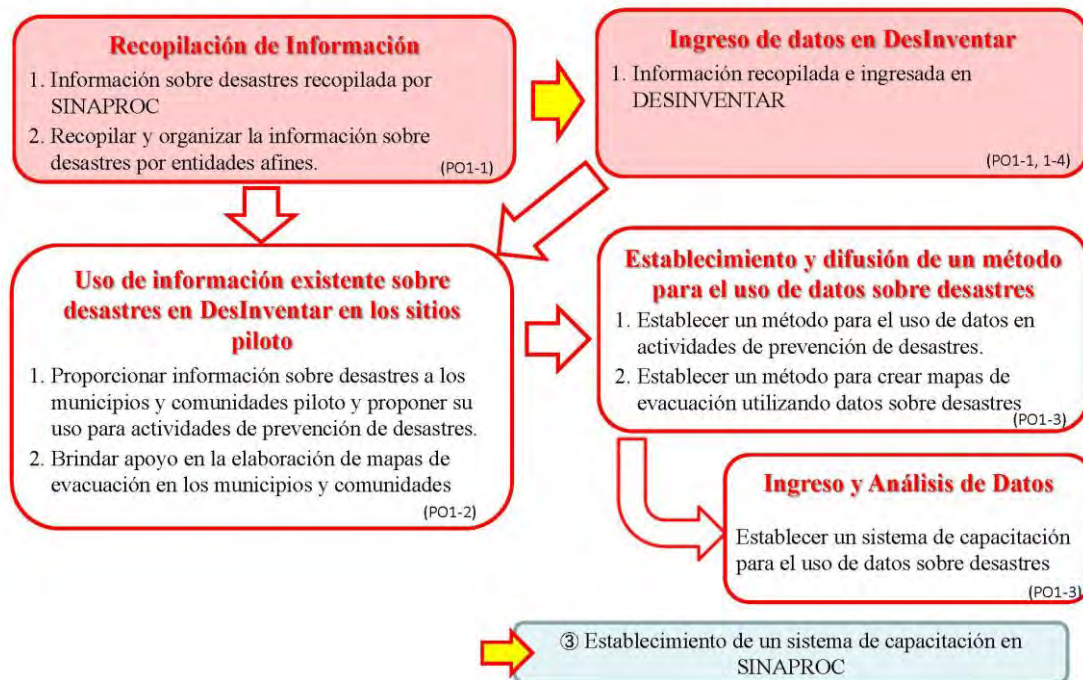 Recopilación de Información
1. Información sobre desastres recopilada por
SINAPROC
2. Recopilar y organizar la información sobre
desastres por entidades afines.
(PO1-1)
Ingreso de datos en DesInventar
1. Información recopilada e ingresada en
DESINVENTAR
(PO1-1, 1-4)
Uso de información existente sobre
desastres en DesInventar en los sitios
piloto
1. Proporcionar información sobre desastres a los
municipios y comunidades piloto y proponer su
uso para actividades de prevención de desastres.
2. Brindar apoyo en la elaboración de mapas de
evacuación en los municipios y comunidades
(PO1-2)
Establecimiento y difusión de un método
para el uso de datos sobre desastres
1. Establecer un método para el uso de datos en
actividades de prevención de desastres.
2. Establecer un método para crear mapas de
evacuación utilizando datos sobre desastres
(PO1-3)
Ingreso y Análisis de Datos
Establecer un sistema de capacitación
para el uso de datos sobre desastres
(PO1-3)
③ Establecimiento de un sistema de capacitación en
SINAPROC